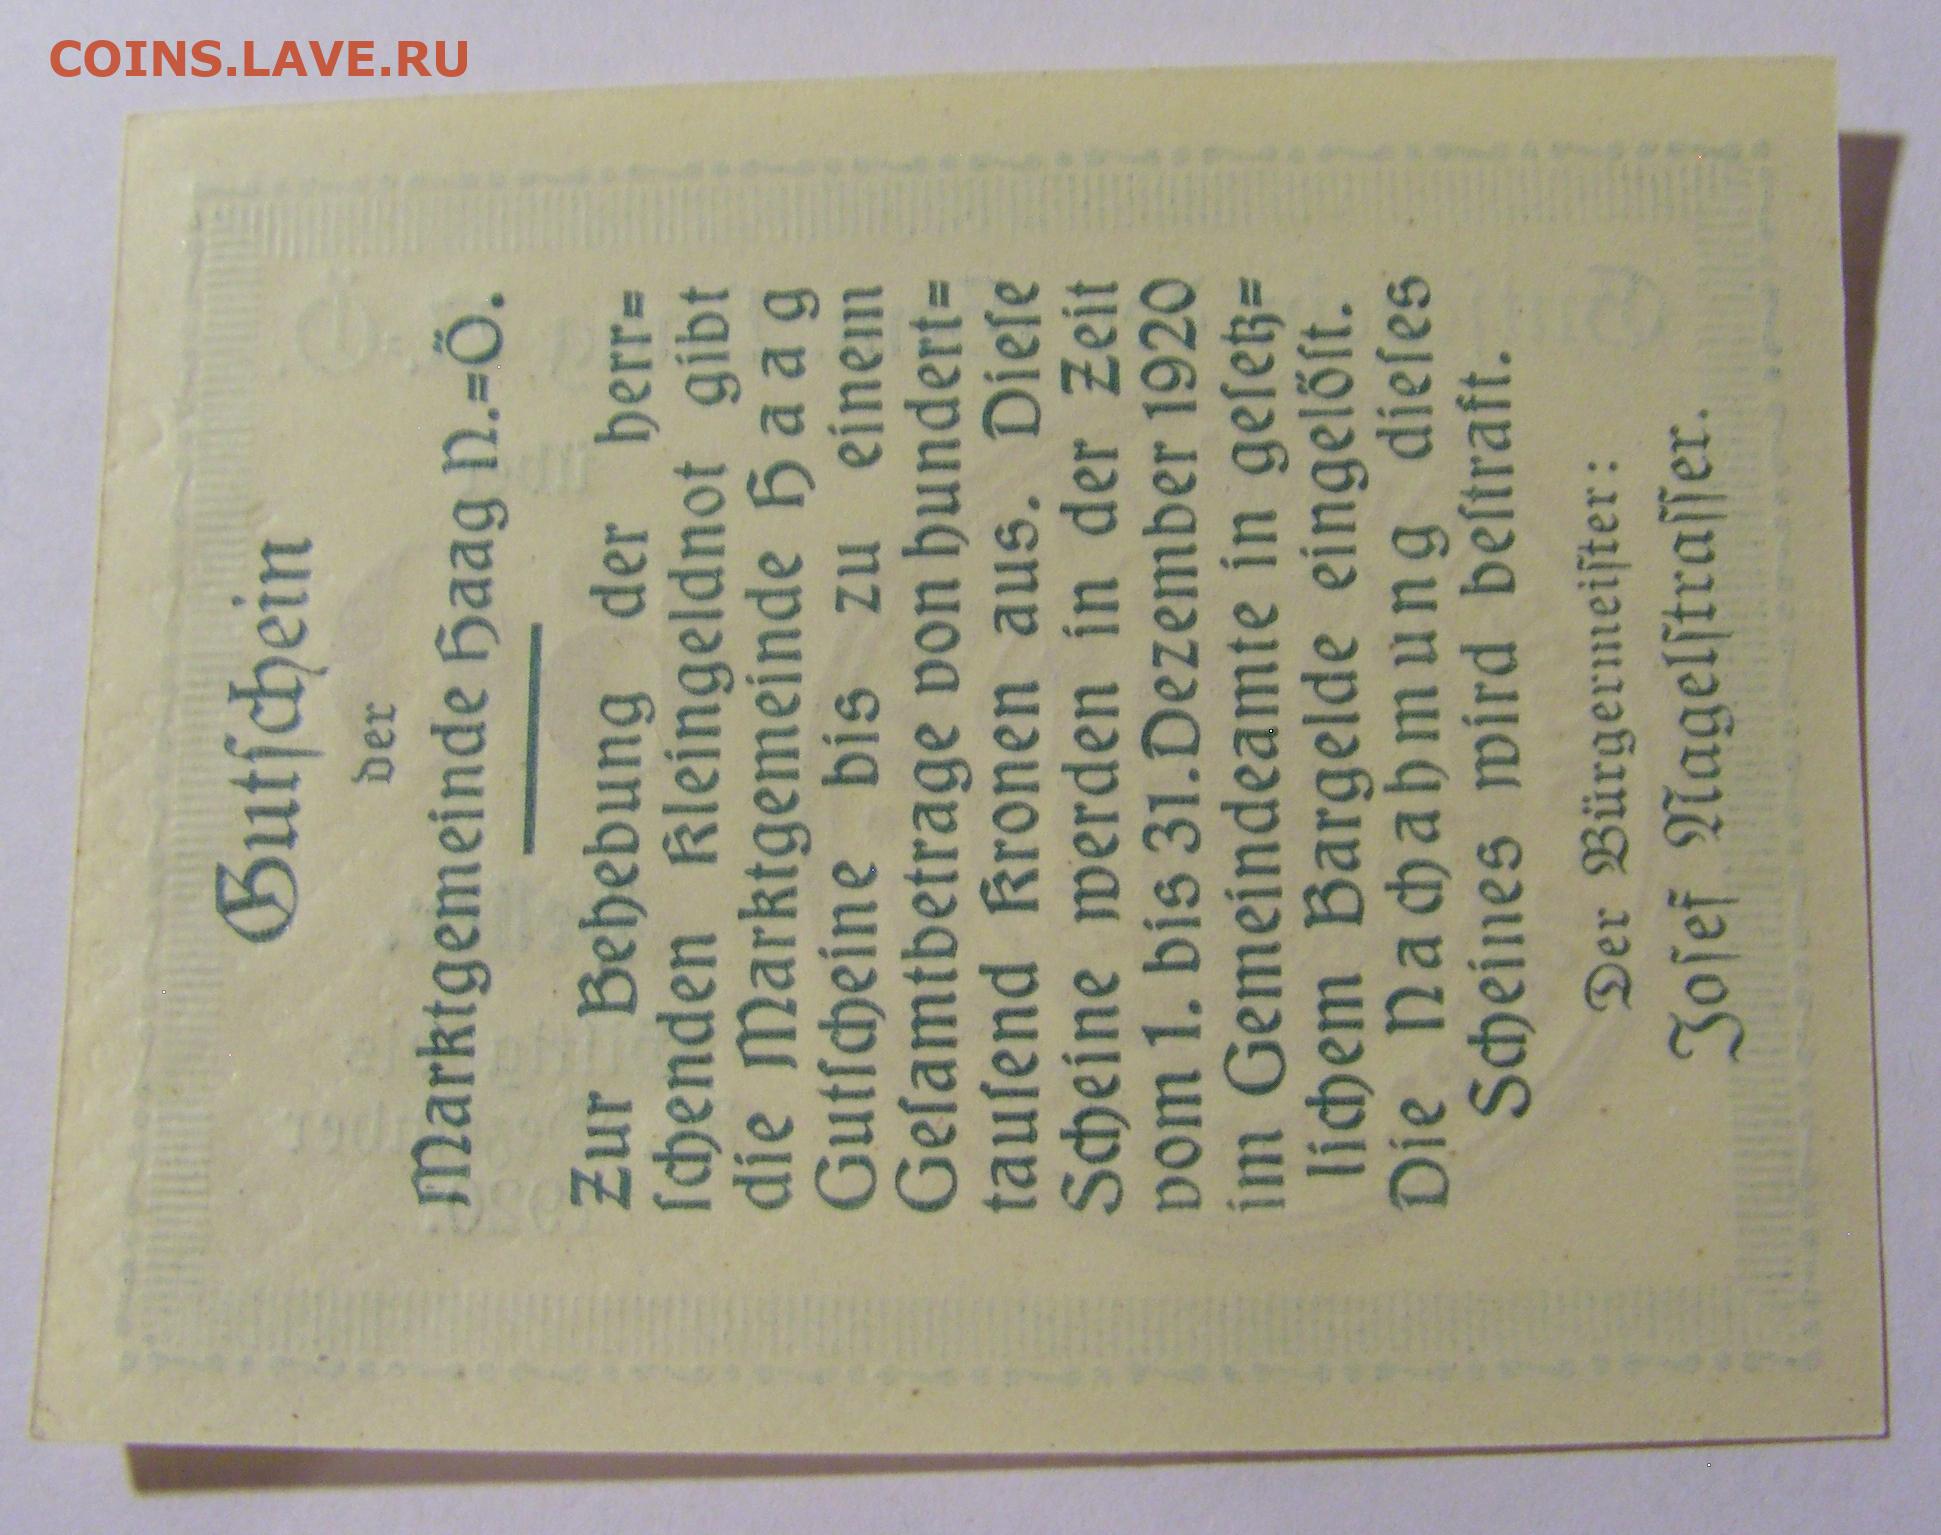 COINS.LAVE.RU
Gutſchein
der
Marktgemeinde Haag N.=Ö.
Zur Behebung der herr=
ſchenden Kleingeldnot gibt
die Marktgemeinde Haag
Gutſcheine bis zu einem
Geſamtbetrage von hundert=
tauſend Kronen aus. Dieſe
Scheine werden in der Zeit
vom 1. bis 31. Dezember 1920
im Gemeindeamte in geſetz=
lichem Bargelde eingelöſt.
Die Nachahmung dieſes
Scheines wird beſtraft.
Der Bürgermeiſter:
Joſef Nagelſtraſſer.